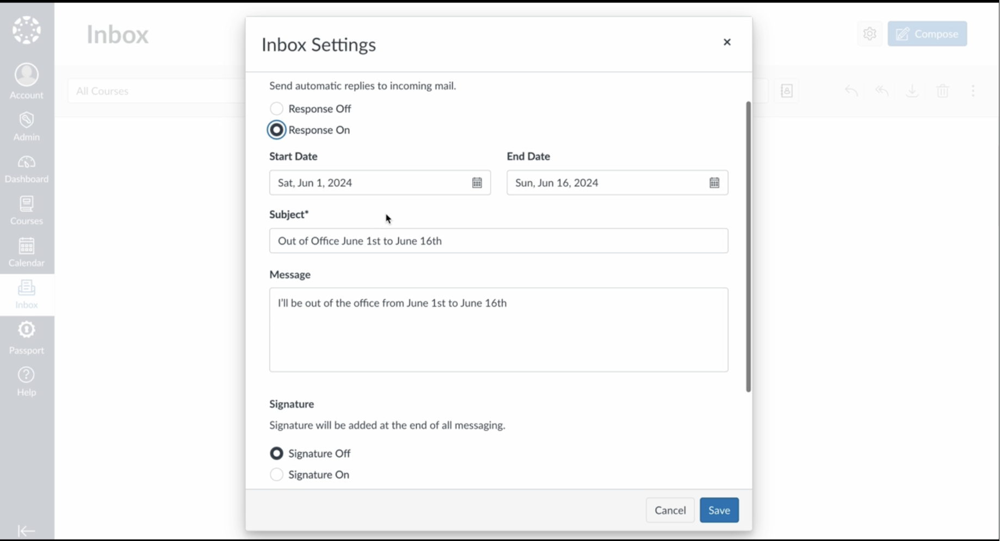 Inbox
Compose
All Courses
Account
Admin
Dashboard
Courses
Calendar
Inbox
Passport
Help
Inbox Settings
Send automatic replies to incoming mail.
Response Off
Response On
Start Date
End Date
Sat, Jun 1, 2024
Sun, Jun 16, 2024
Subject*
Out of Office June 1st to June 16th
Message
I'll be out of the office from June 1st to June 16th
Signature
Signature will be added at the end of all messaging.
Signature Off
Signature On
Cancel
Save